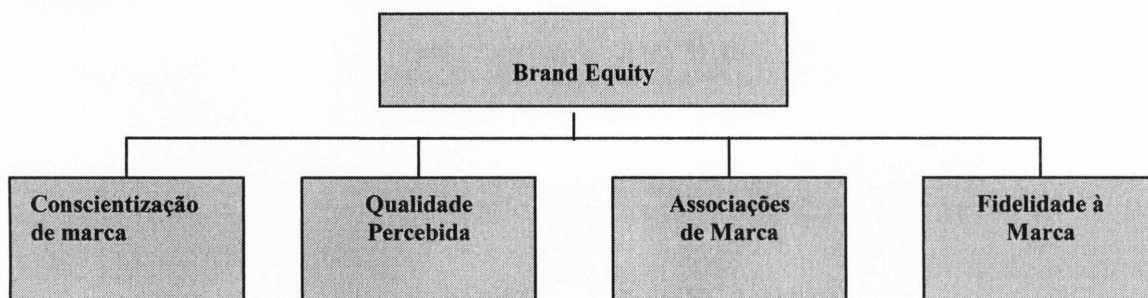 Brand Equity
Conscientização
de marca
Qualidade
Percebida
Associações
de Marca
Fidelidade à
Marca